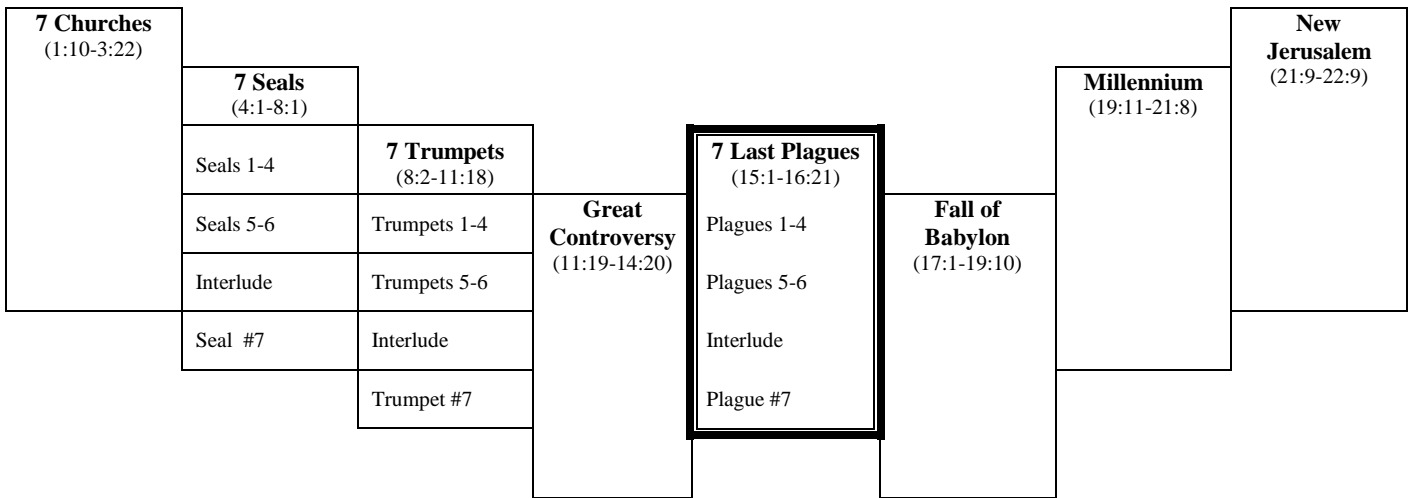 7 Churches
(1:10-3:22)
7 Seals
(4:1-8:1)
Seals 1-4
Seals 5-6
Interlude
Seal #7
7 Trumpets
(8:2-11:18)
Trumpets 1-4
Trumpets 5-6
Interlude
Trumpet #7
Great
Controversy
(11:19-14:20)
7 Last Plagues
(15:1-16:21)
Plagues 1-4
Plagues 5-6
Interlude
Plague #7
Fall of
Babylon
(17:1-19:10)
Millennium
(19:11-21:8)
New
Jerusalem
(21:9-22:9)